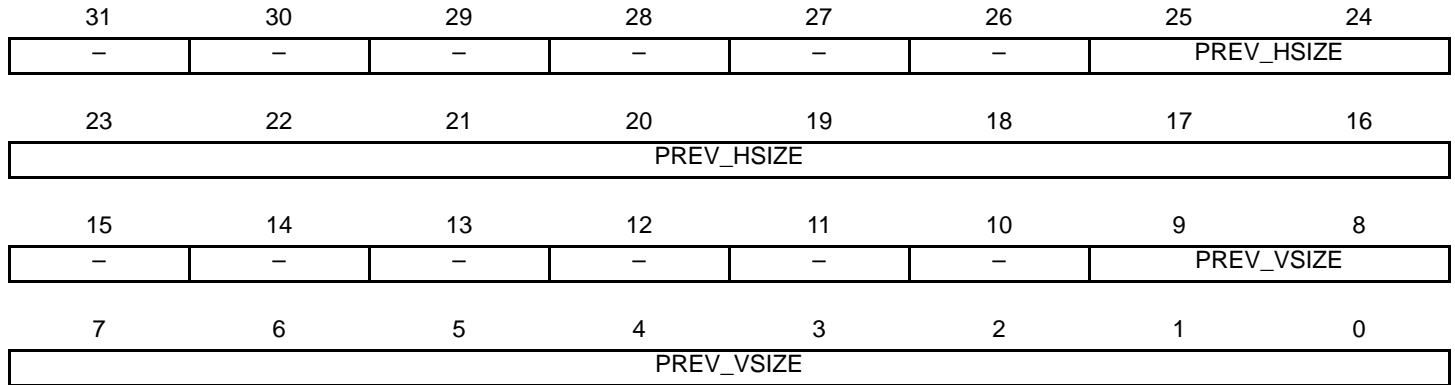 31 30 29 28 27 26 25 24
– – – – – – PREV_HSIZE
23 22 21 20 19 18 17 16
PREV_HSIZE
15 14 13 12 11 10 9 8
– – – – – – PREV_VSIZE
7 6 5 4 3 2 1 0
PREV_VSIZE